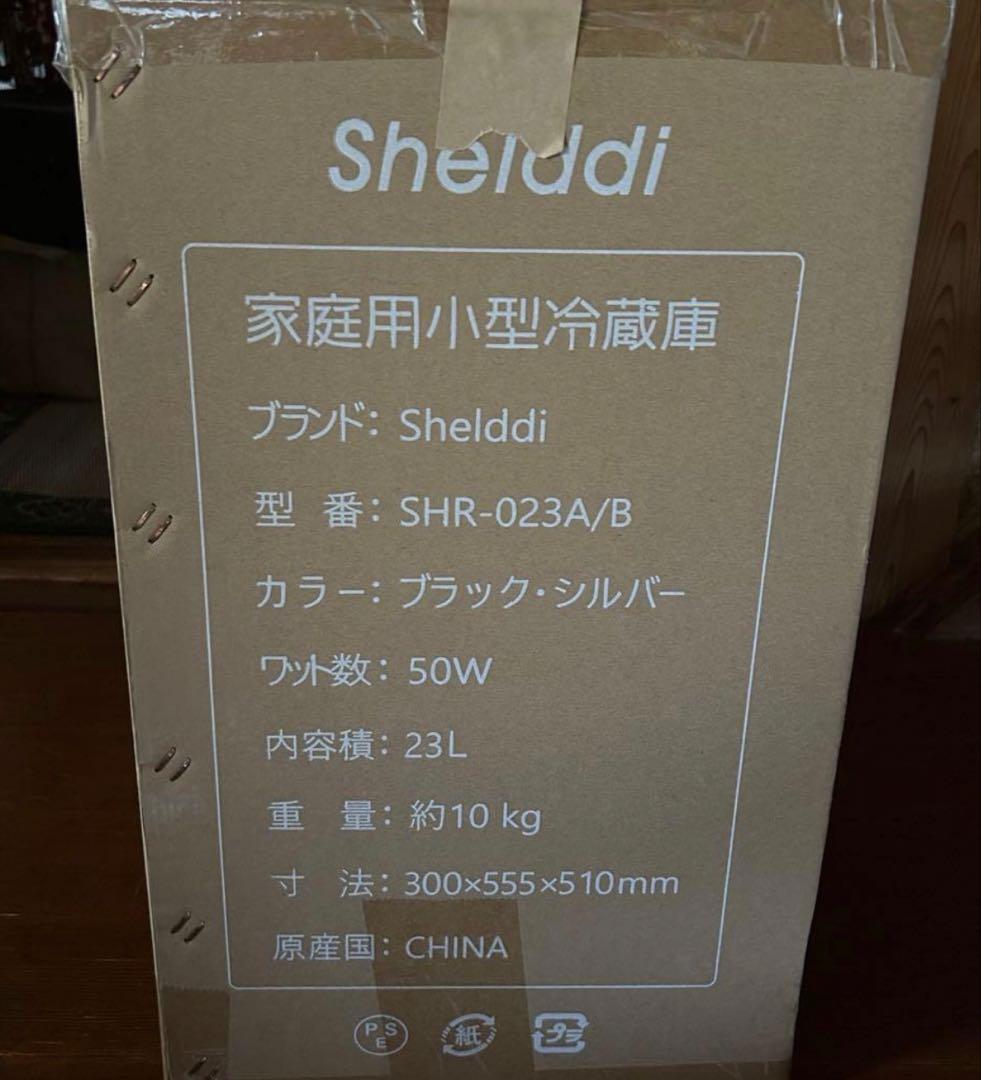 Shelddi
家庭用小型冷蔵庫
ブランド: Shelddi
型 番: SHR-023A/B
カラー: ブラック・シルバー
ワット数: 50W
内容積: 23L
重 量: 約10 kg
寸 法: 300×555×510mm
原産国: CHINA
PSE 紙 プラ